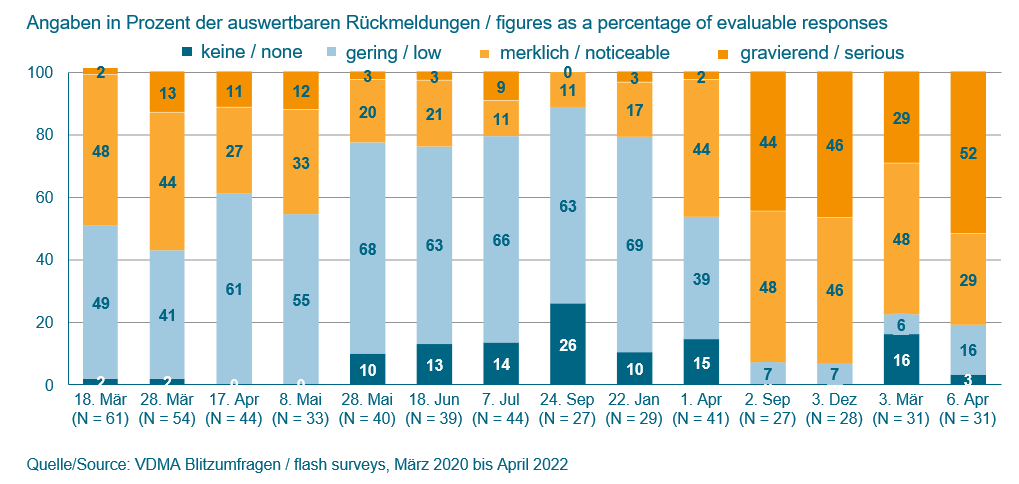 Angaben in Prozent der auswertbaren Rückmeldungen / figures as a percentage of evaluable responses
keine / none gering / low merklich / noticeable gravierend / serious
100 2 13 11 12 3 3 9 0 3 2 44 46 29 52
80 48 44 27 33 20 21 11 11 17 44 48 46 48 29
60 49 41 61 55 68 63 66 63 69 39 7 7 6 16
40
20 2 2 0 0 10 13 14 26 10 15 16 3
0
18. Mär 28. Mär 17. Apr 8. Mai 28. Mai 18. Jun 7. Jul 24. Sep 22. Jan 1. Apr 2. Sep 3. Dez 3. Mär 6. Apr
(N = 61) (N = 54) (N = 44) (N = 33) (N = 40) (N = 39) (N = 44) (N = 27) (N = 29) (N = 41) (N = 27) (N = 28) (N = 31) (N = 31)
Quelle/Source: VDMA Blitzumfragen / flash surveys, März 2020 bis April 2022